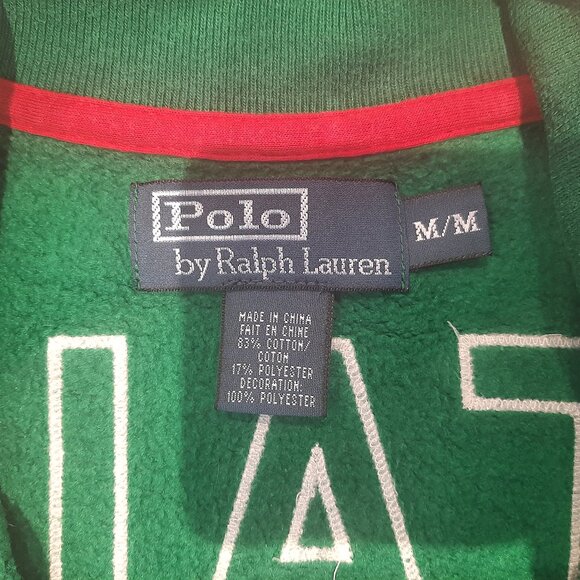 Polo
by Ralph Lauren
M/M
MADE IN CHINA
FAIT EN CHINE
83% COTTON/
COTON
17% POLYESTER
DECORATION:
100% POLYESTER